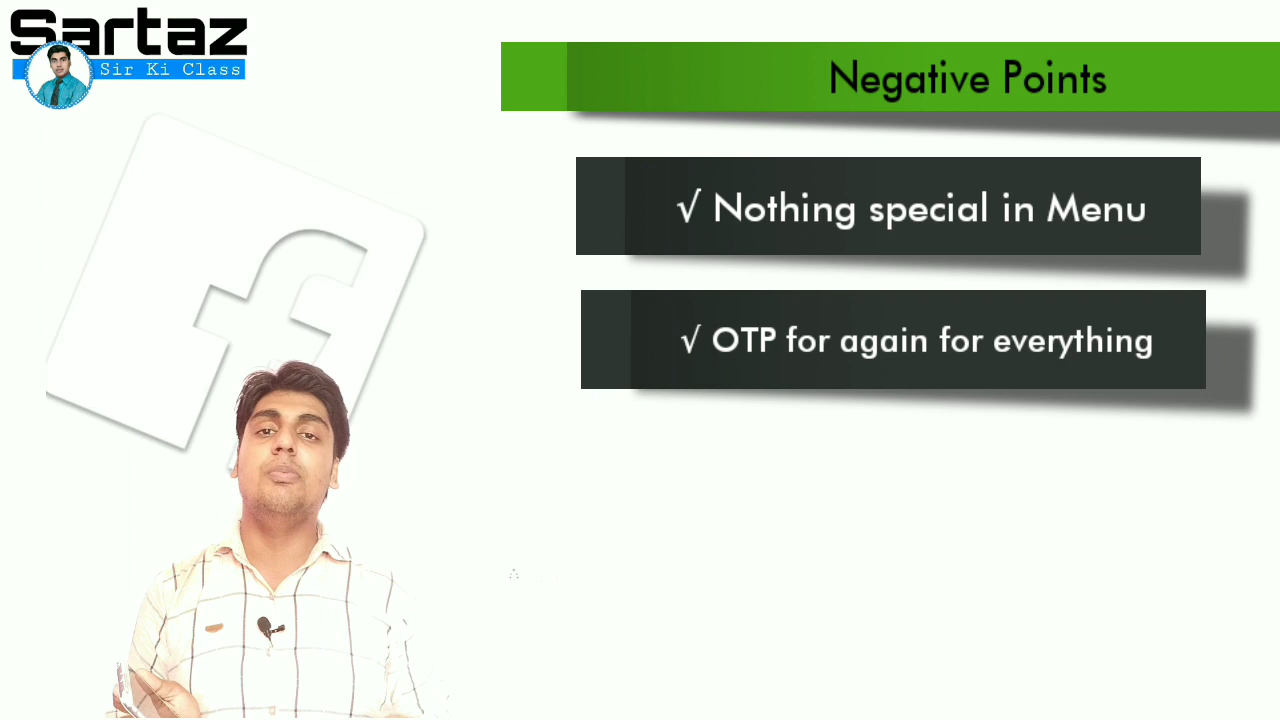 Sartaz
Sir Ki Class
Negative Points
√ Nothing special in Menu
√ OTP for again for everything